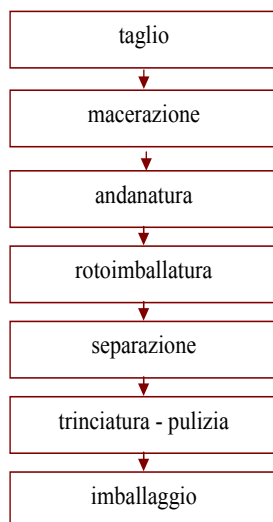 taglio
macerazione
andanatura
rotoimballatura
separazione
trinciatura - pulizia
imballaggio